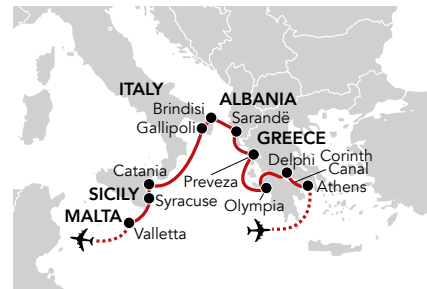 ITALY
ALBANIA
Brindisi
Sarandë
Gallipoli
GREECE
Delphi
Corinth
Canal
Catania
Preveza
Athens
SICILY
Syracuse
Olympia
MALTA
Valletta